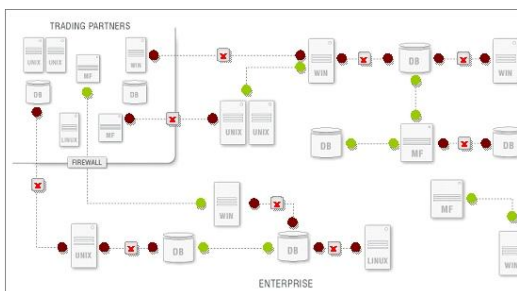 TRADING PARTNERS
UNIX UNIX
MF
WIN
DB
DB
LINUX
MF
FIREWALL
WIN
DB
WIN
UNIX UNIX
DB
MF
DB
WIN
MF
UNIX
DB
DB
LINUX
WIN
ENTERPRISE